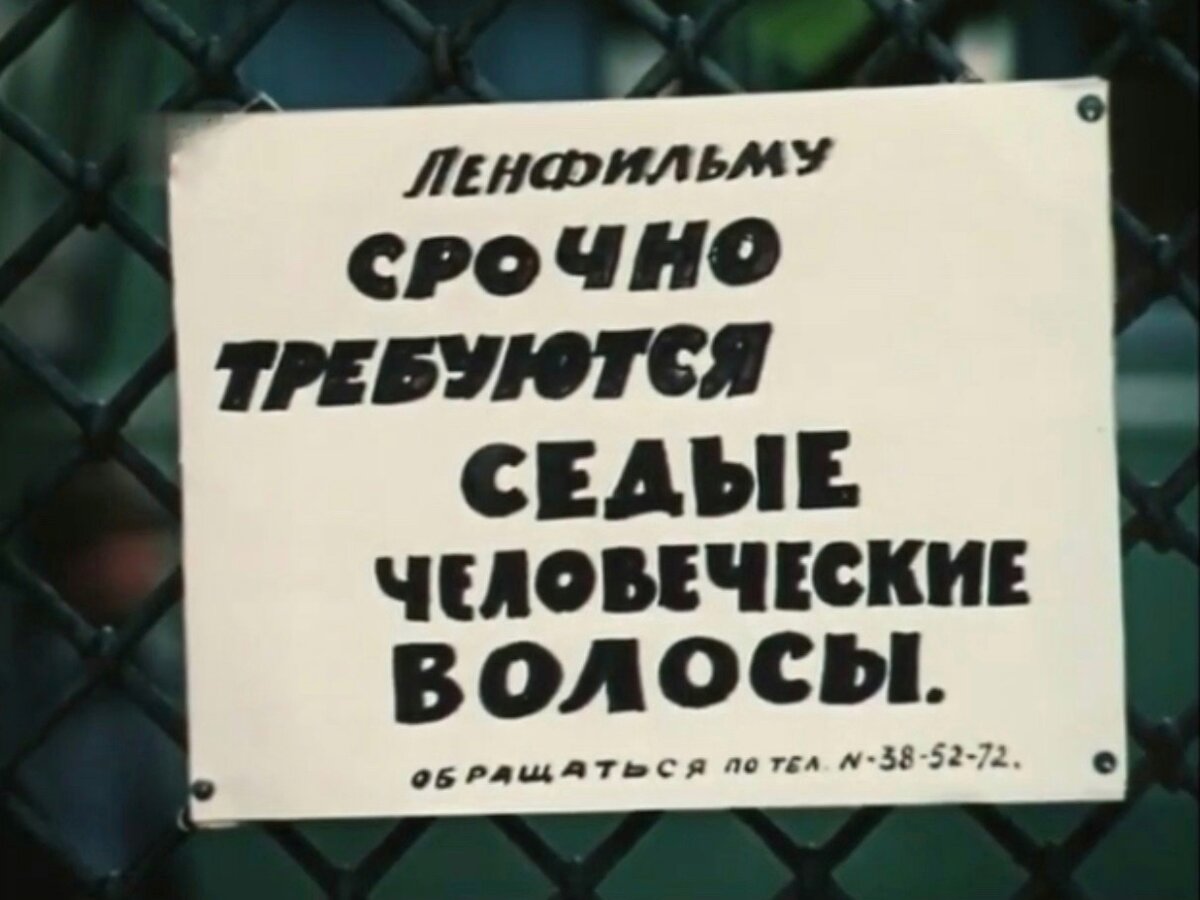 ЛЕНФИЛЬМУ
СРОЧНО
ТРЕБУЮТСЯ
СЕДЫЕ
ЧЕЛОВЕЧЕСКИЕ
ВОЛОСЫ.
ОБРАЩАТЬСЯ ПО ТЕЛ. N-38-52-72.